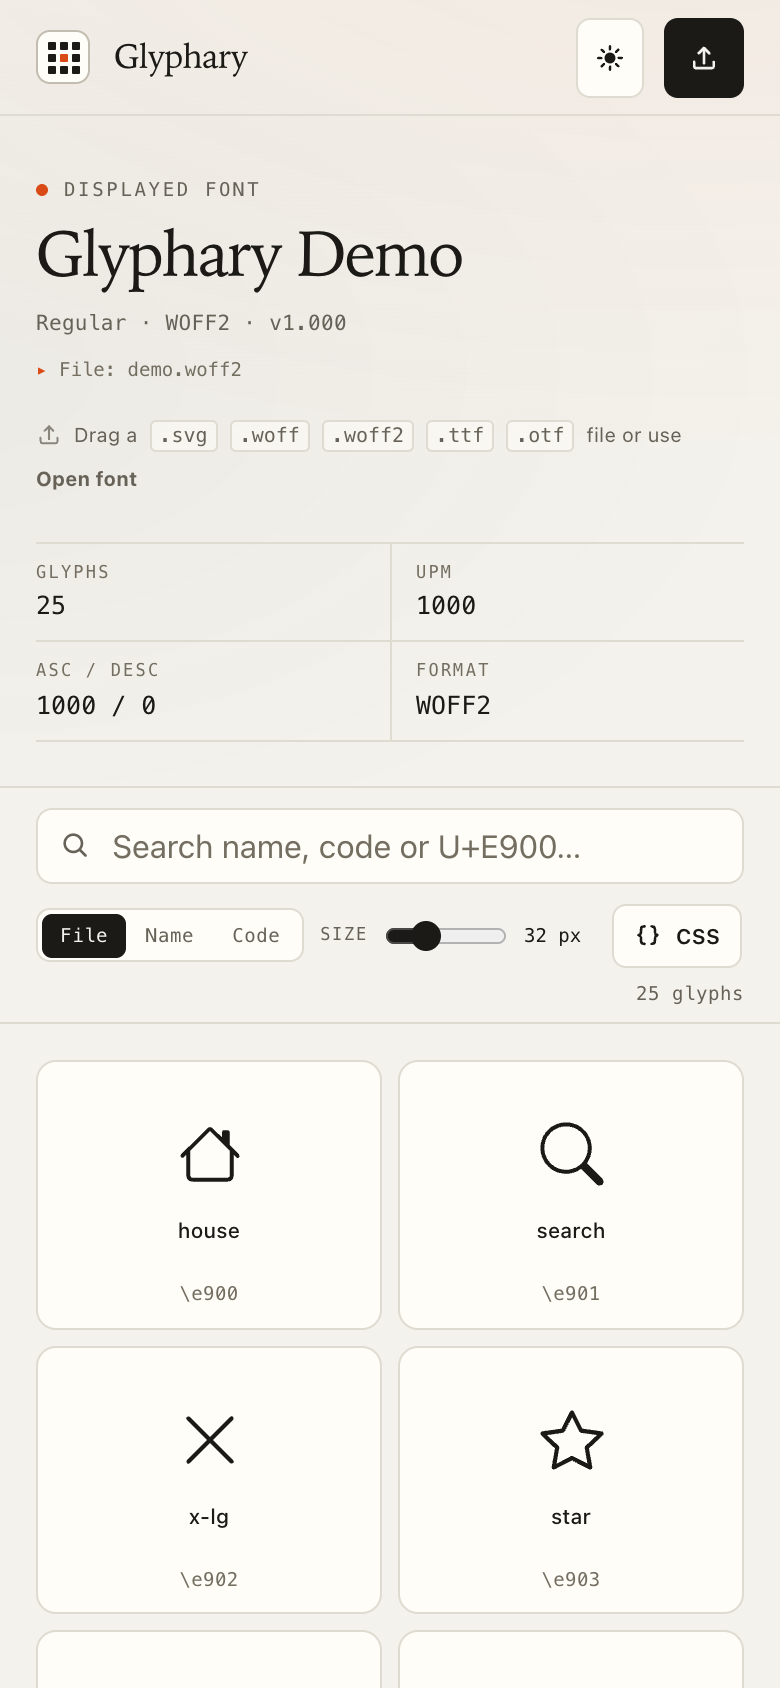 Glyphary
DISPLAYED FONT
Glyphary Demo
Regular · WOFF2 · v1.000
▸ File: demo.woff2
Drag a .svg .woff .woff2 .ttf .otf file or use
Open font
GLYPHS
25
UPM
1000
ASC / DESC
1000 / 0
FORMAT
WOFF2
Search name, code or U+E900...
File Name Code SIZE 32 px {} CSS
25 glyphs
house
\e900
search
\e901
x-lg
\e902
star
\e903